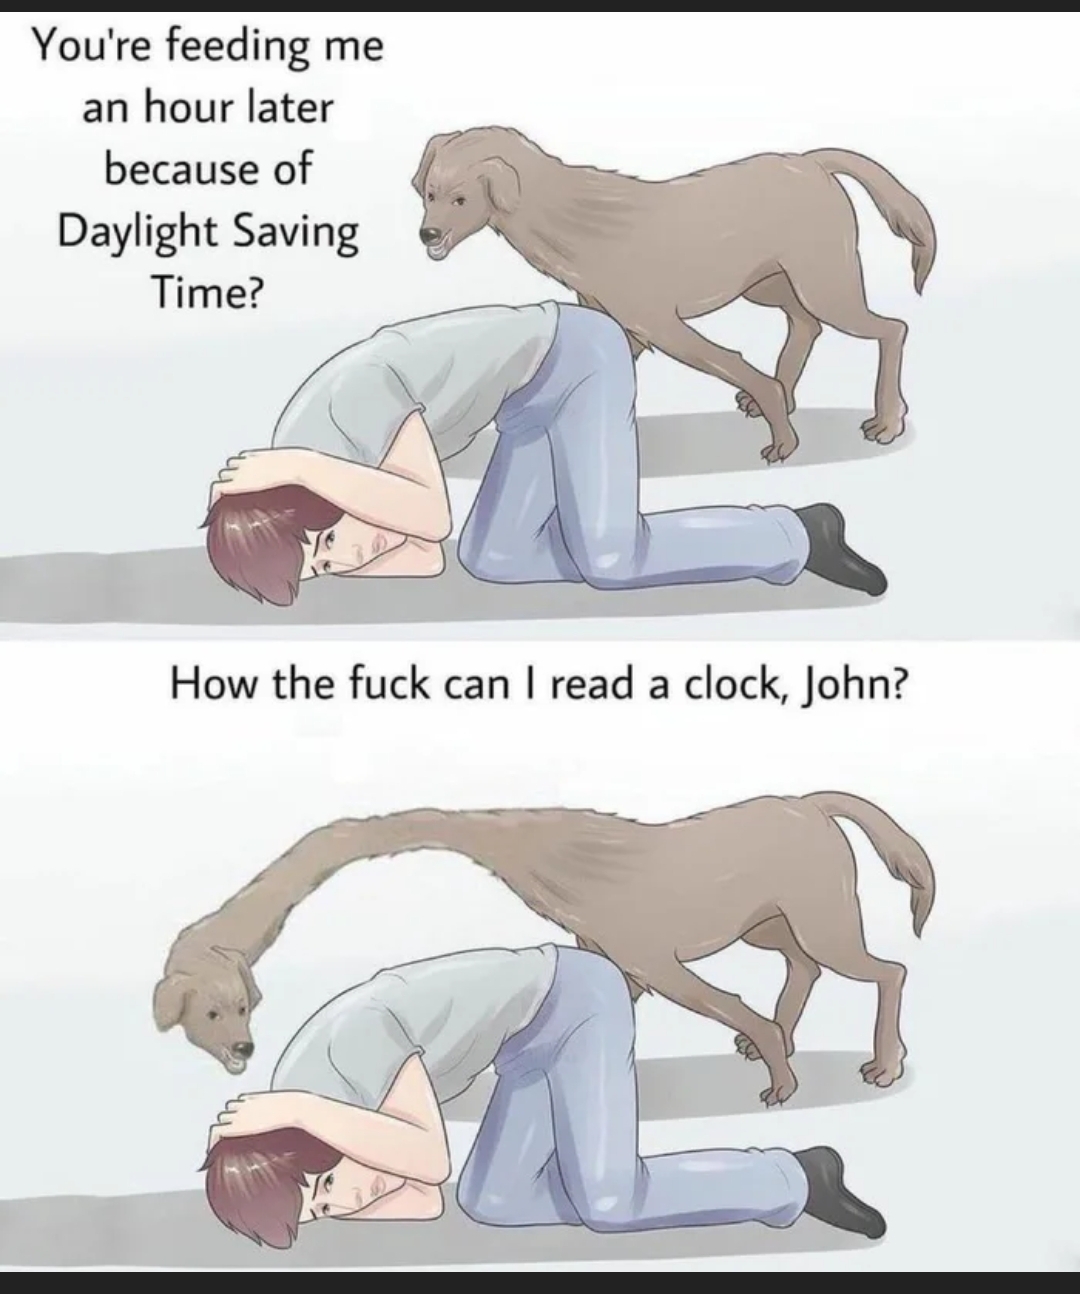 You're feeding me
an hour later
because of
Daylight Saving
Time?
How the fuck can I read a clock, John?